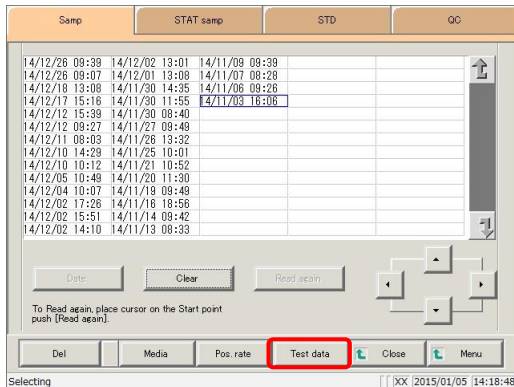 Samp STAT samp STD QC
14/12/26 09:39 14/12/02 13:01 14/11/09 09:39
14/12/26 09:07 14/12/01 13:08 14/11/07 08:28
14/12/18 13:08 14/11/30 14:35 14/11/06 09:26
14/12/17 15:16 14/11/30 11:55 14/11/03 16:06
14/12/12 15:39 14/11/30 08:40
14/12/12 09:27 14/11/27 09:49
14/12/11 08:03 14/11/26 13:32
14/12/10 14:29 14/11/25 10:01
14/12/10 10:12 14/11/21 10:52
14/12/05 10:49 14/11/20 11:30
14/12/04 10:07 14/11/19 09:49
14/12/02 17:26 14/11/16 18:56
14/12/02 15:51 14/11/14 09:42
14/12/02 14:10 14/11/13 08:33
Date Clear Read again
To Read again, place cursor on the Start point
push [Read again].
Del Media Pos. rate Test data Close Menu
Selecting XX 2015/01/05 14:18:48